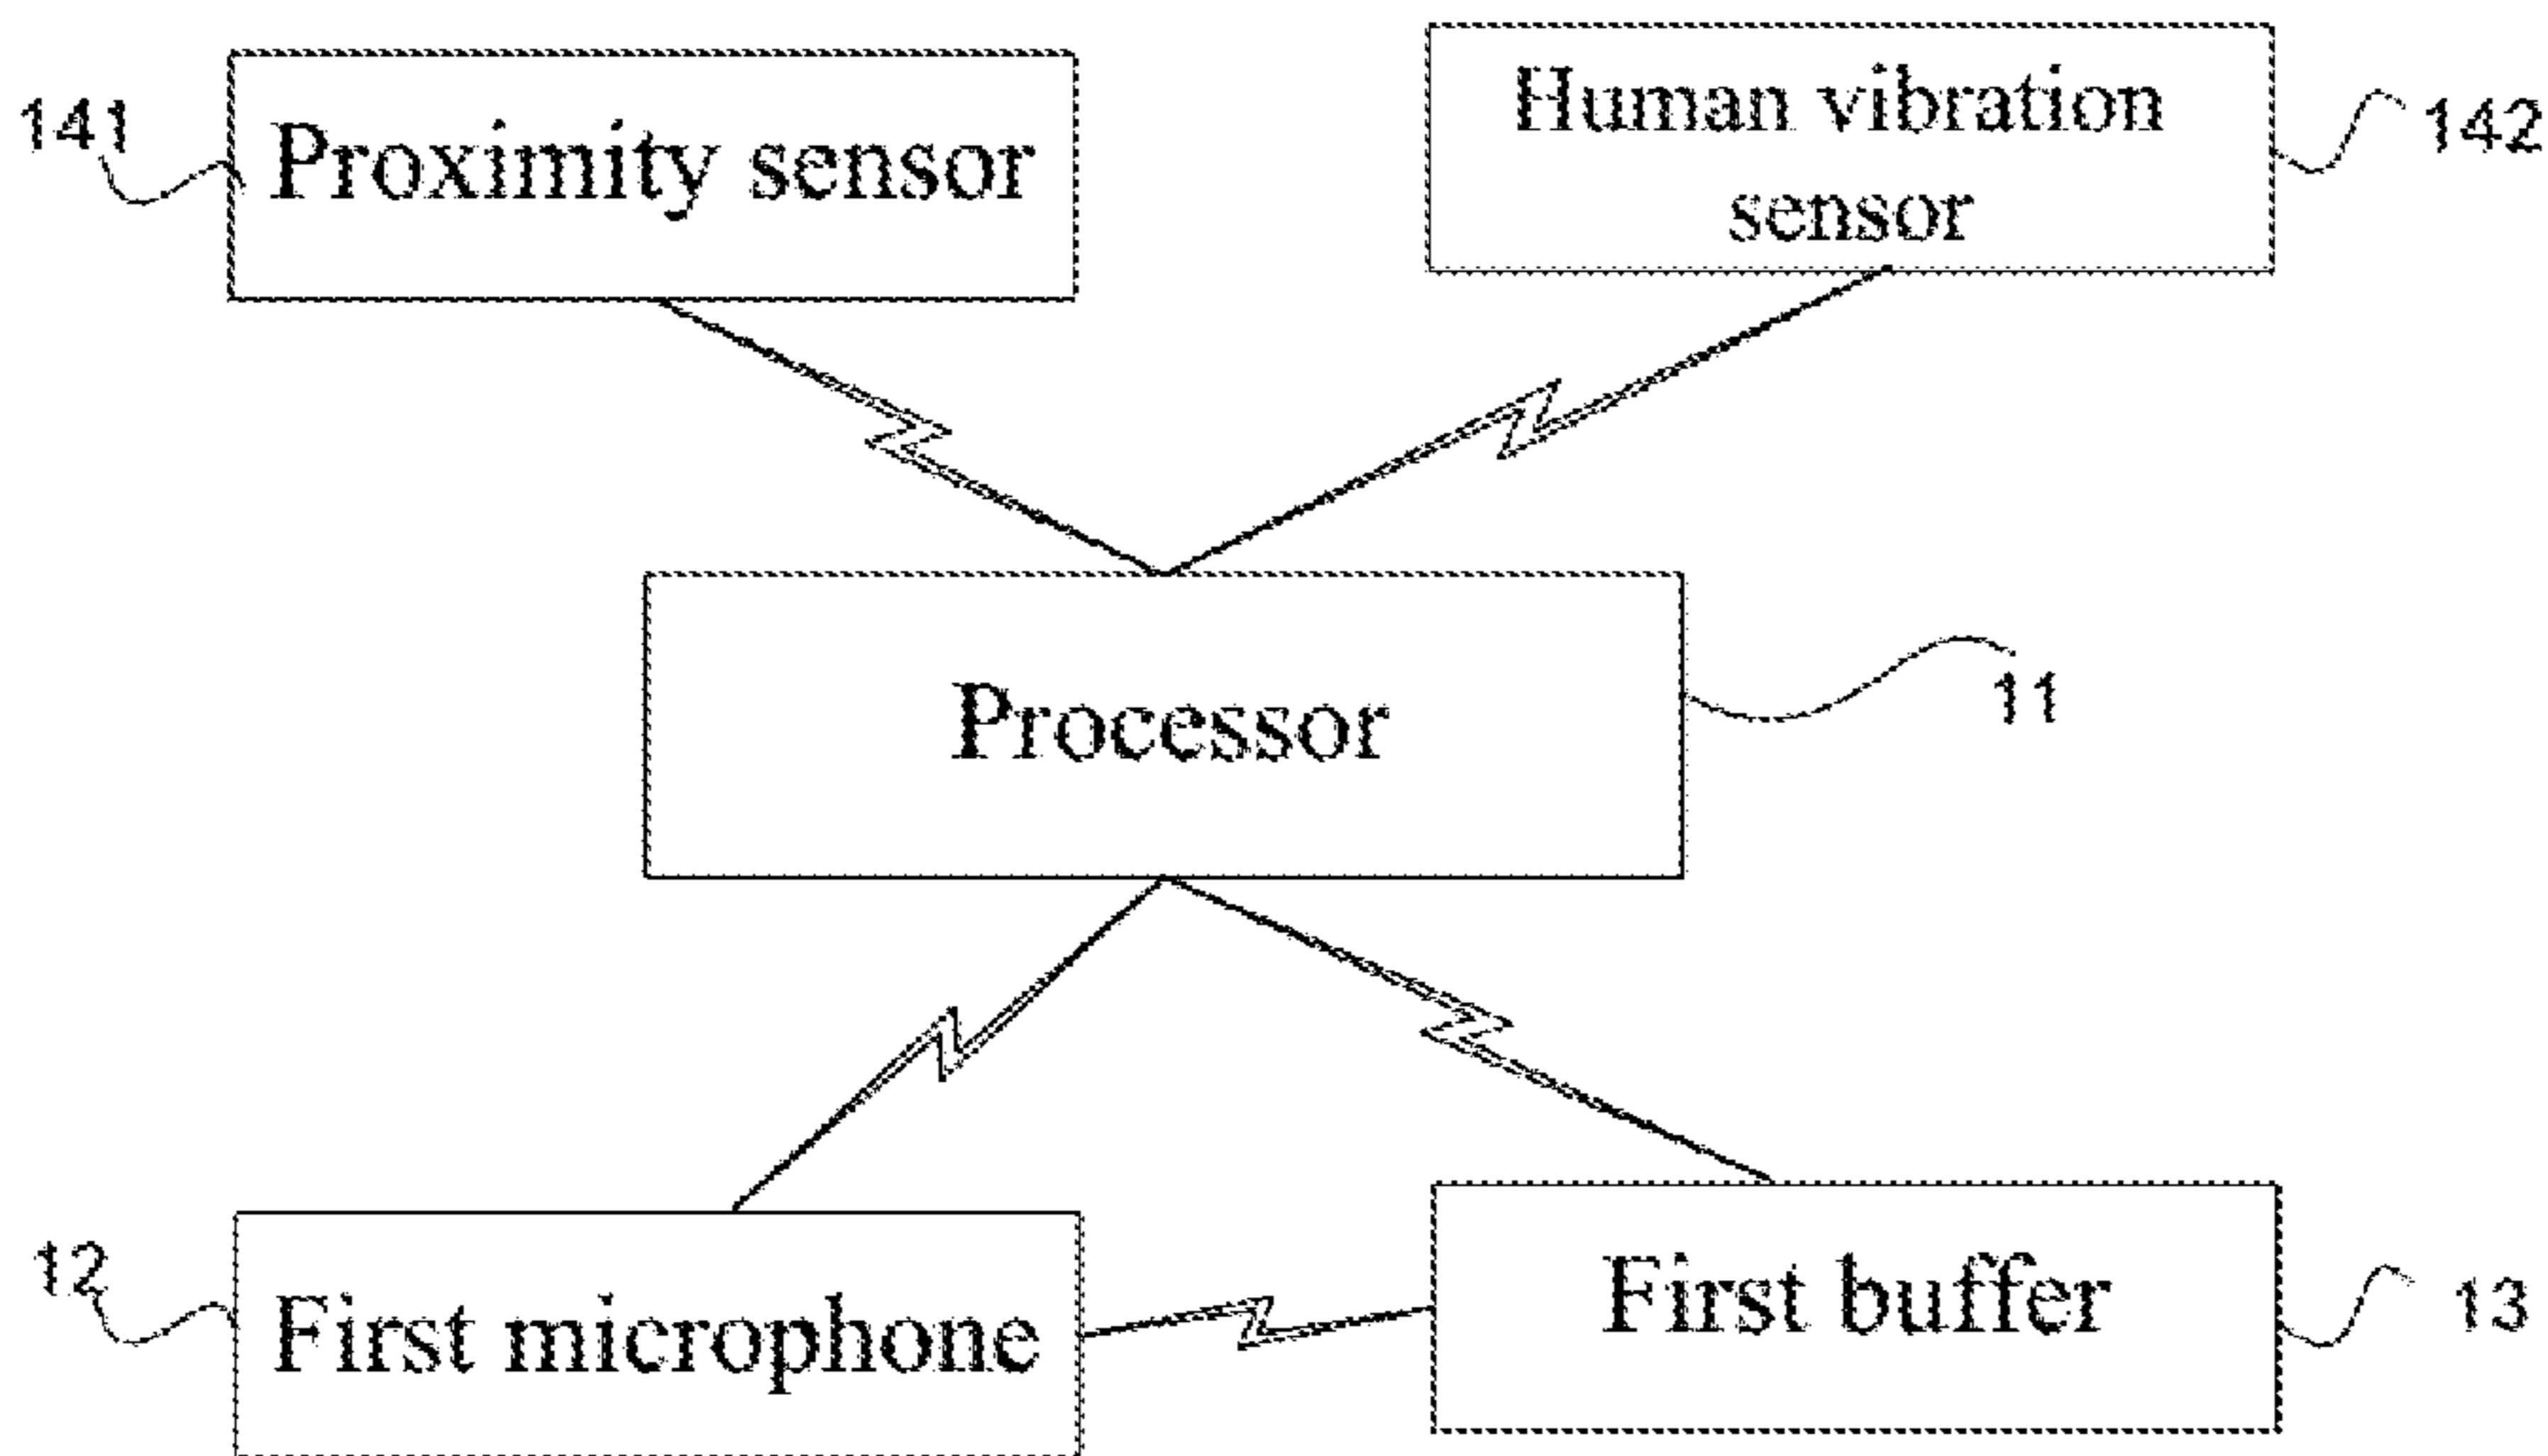 141
Proximity sensor
Human vibration
sensor
142
Processor
11
12
First microphone
First buffer
13